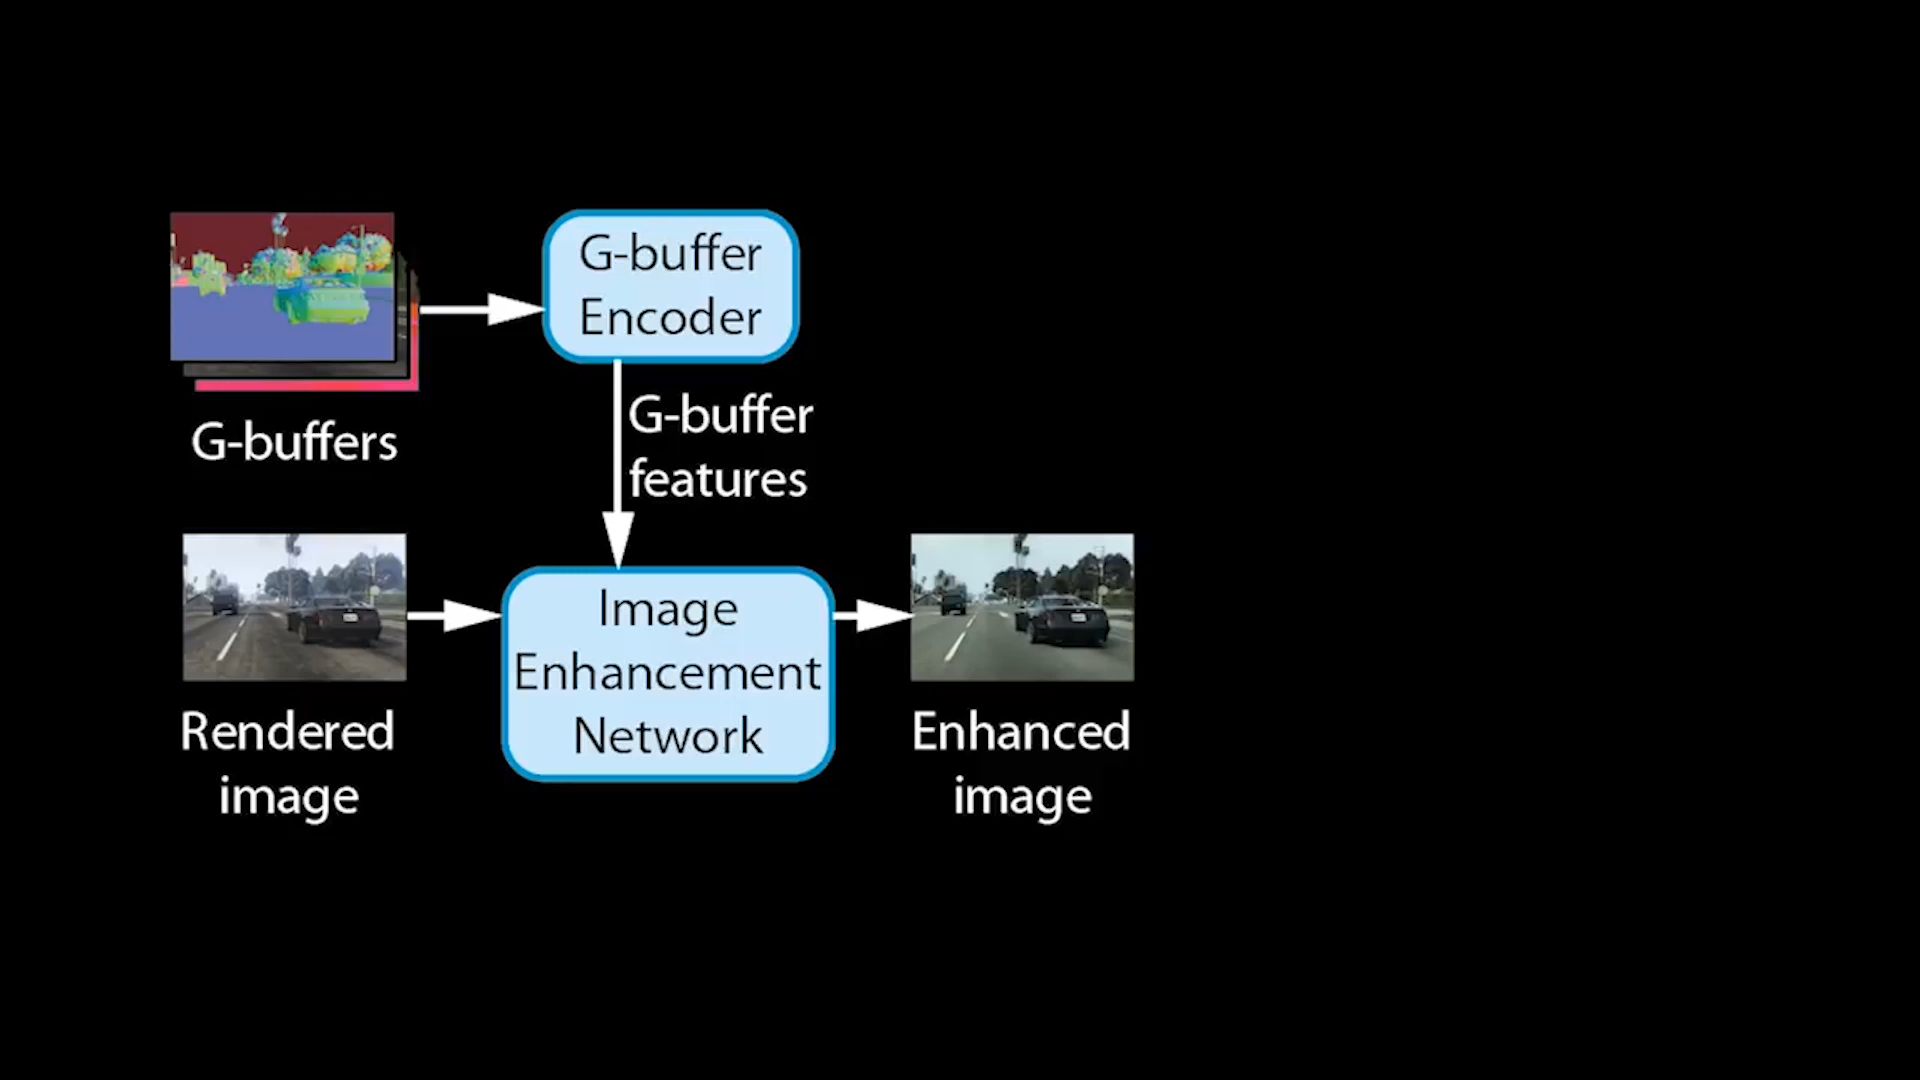 G-buffer
Encoder
G-buffers
G-buffer
features
Rendered
image
Image
Enhancement
Network
Enhanced
image